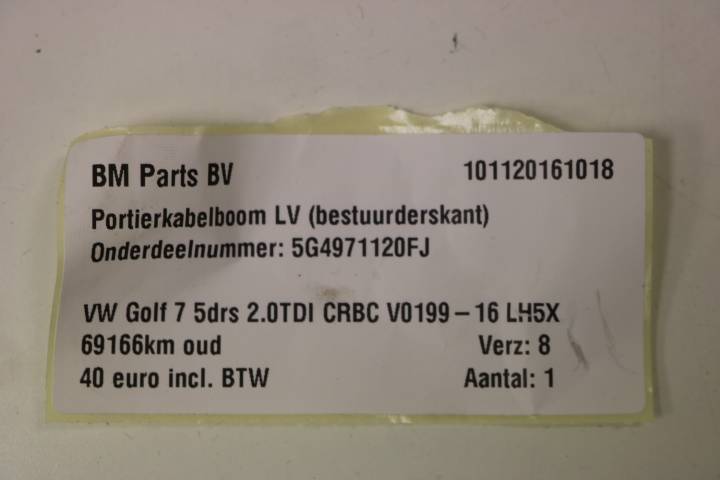 BM Parts BV 101120161018
Portierkabelboom LV (bestuurderskant)
Onderdeelnummer: 5G4971120FJ
VW Golf 7 5drs 2.0TDI CRBC V0199-16 LH5X
69166km oud Verz: 8
40 euro incl. BTW Aantal: 1